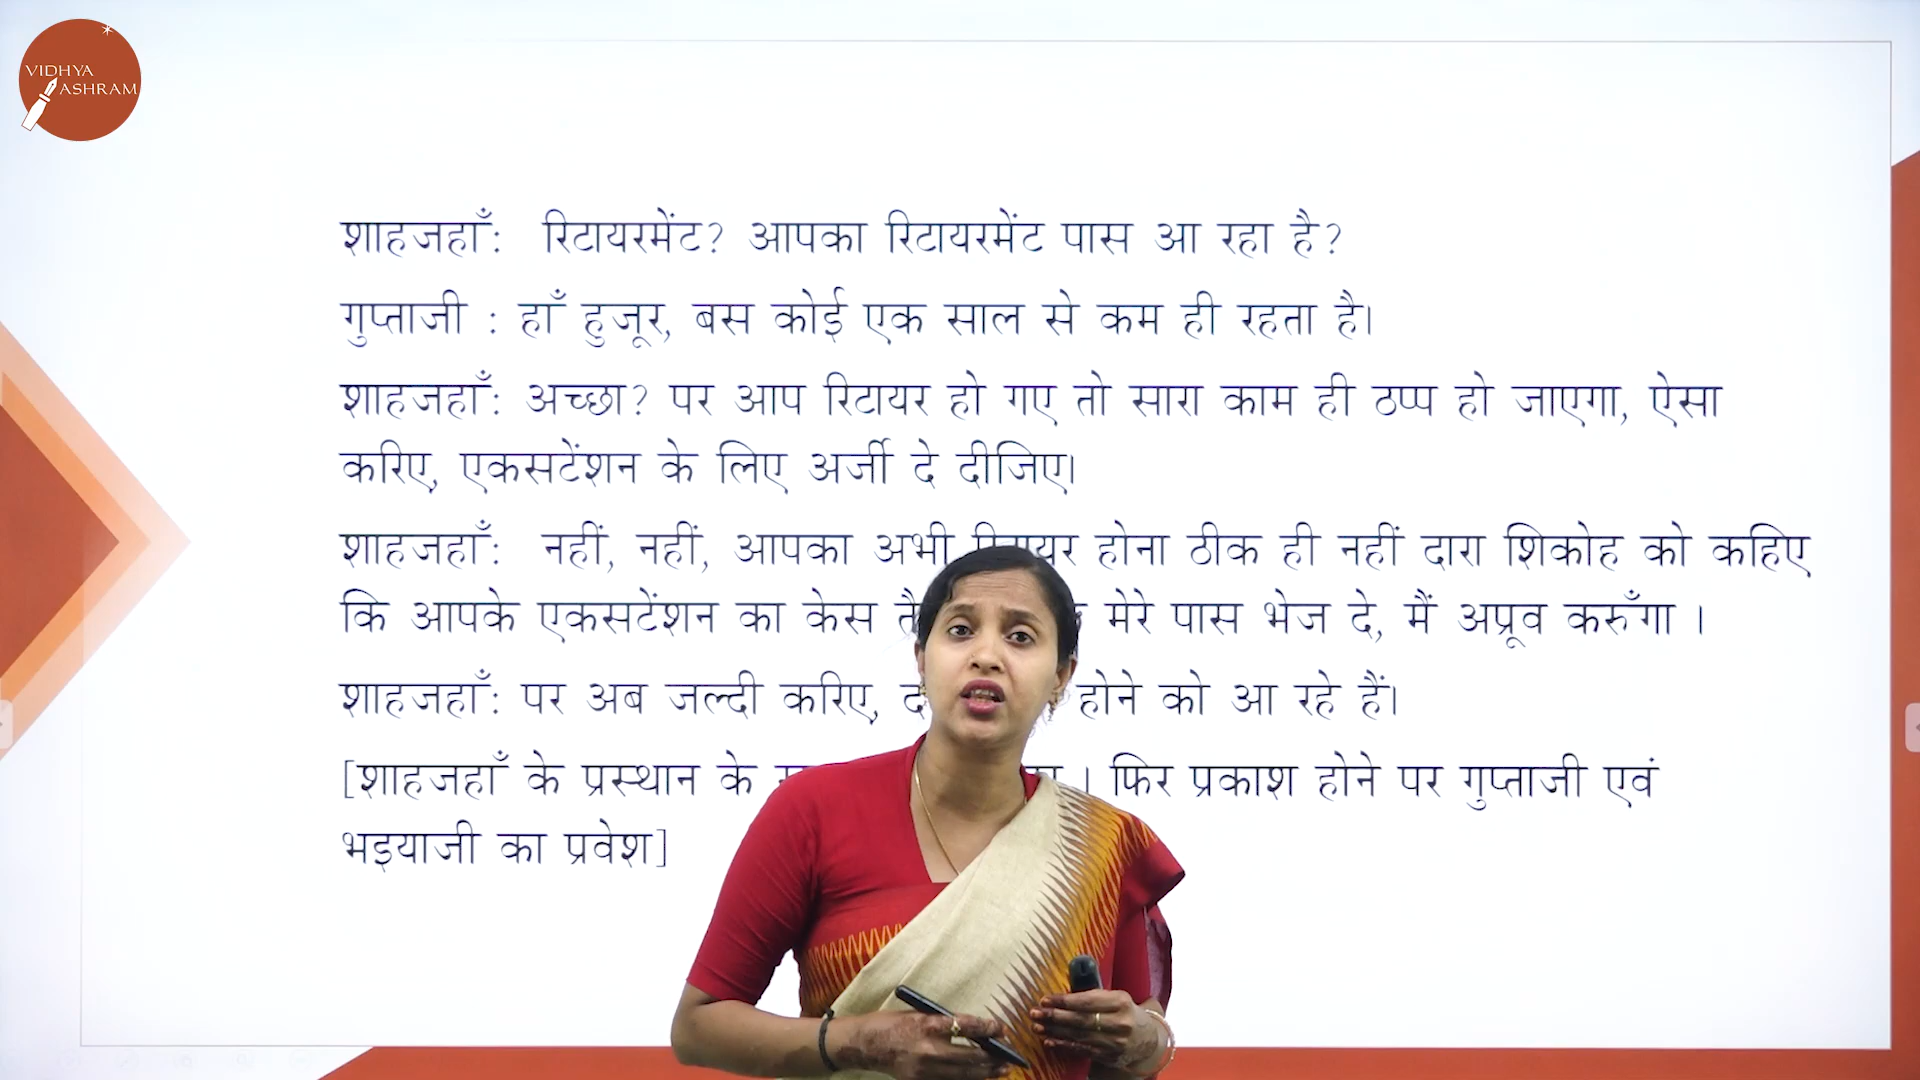 VIDHYA
ASHRAM
शाहजहाँ: रिटायरमेंट? आपका रिटायरमेंट पास आ रहा है?
गुप्ताजी : हाँ हुजूर, बस कोई एक साल से कम ही रहता है।
शाहजहाँ: अच्छा? पर आप रिटायर हो गए तो सारा काम ही ठप्प हो जाएगा, ऐसा
करिए, एकसटेंशन के लिए अर्जी दे दीजिए।
शाहजहाँ: नहीं, नहीं, आपका अभी रिटायर होना ठीक ही नहीं दारा शिकोह को कहिए
कि आपके एकसटेंशन का केस मेरे पास भेज दे, मैं अप्रूव करुँगा ।
शाहजहाँ: पर अब जल्दी करिए, होने को आ रहे हैं।
[शाहजहाँ के प्रस्थान के । फिर प्रकाश होने पर गुप्ताजी एवं
भइयाजी का प्रवेश]